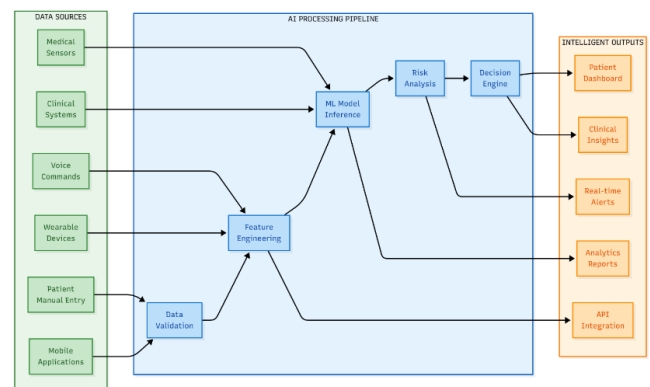 DATA SOURCES
Medical
Sensors
Clinical
Systems
Voice
Commands
Wearable
Devices
Patient
Manual Entry
Mobile
Applications
AI PROCESSING PIPELINE
Data
Validation
Feature
Engineering
ML Model
Inference
Risk
Analysis
Decision
Engine
INTELLIGENT OUTPUTS
Patient
Dashboard
Clinical
Insights
Real-time
Alerts
Analytics
Reports
API
Integration